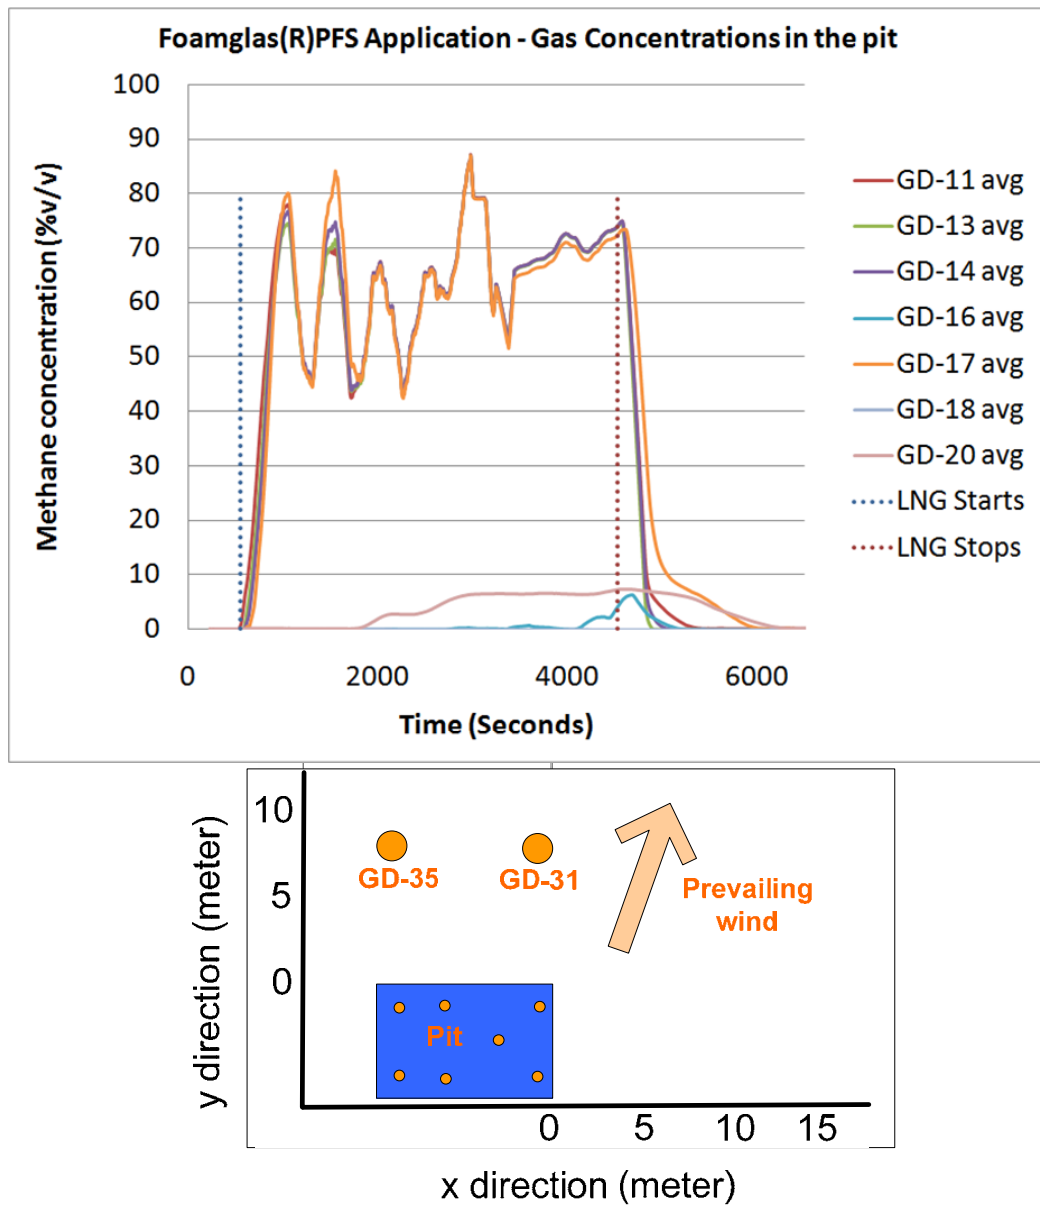 Foamglas(R)PFS Application - Gas Concentrations in the pit
Methane concentration (%v/v)
100
90
80
70
60
50
40
30
20
10
0
0 2000 4000 6000
Time (Seconds)
GD-11 avg
GD-13 avg
GD-14 avg
GD-16 avg
GD-17 avg
GD-18 avg
GD-20 avg
LNG Starts
LNG Stops
y direction (meter)
10
5
0
GD-35
GD-31
Prevailing
wind
Pit
0 5 10 15
x direction (meter)